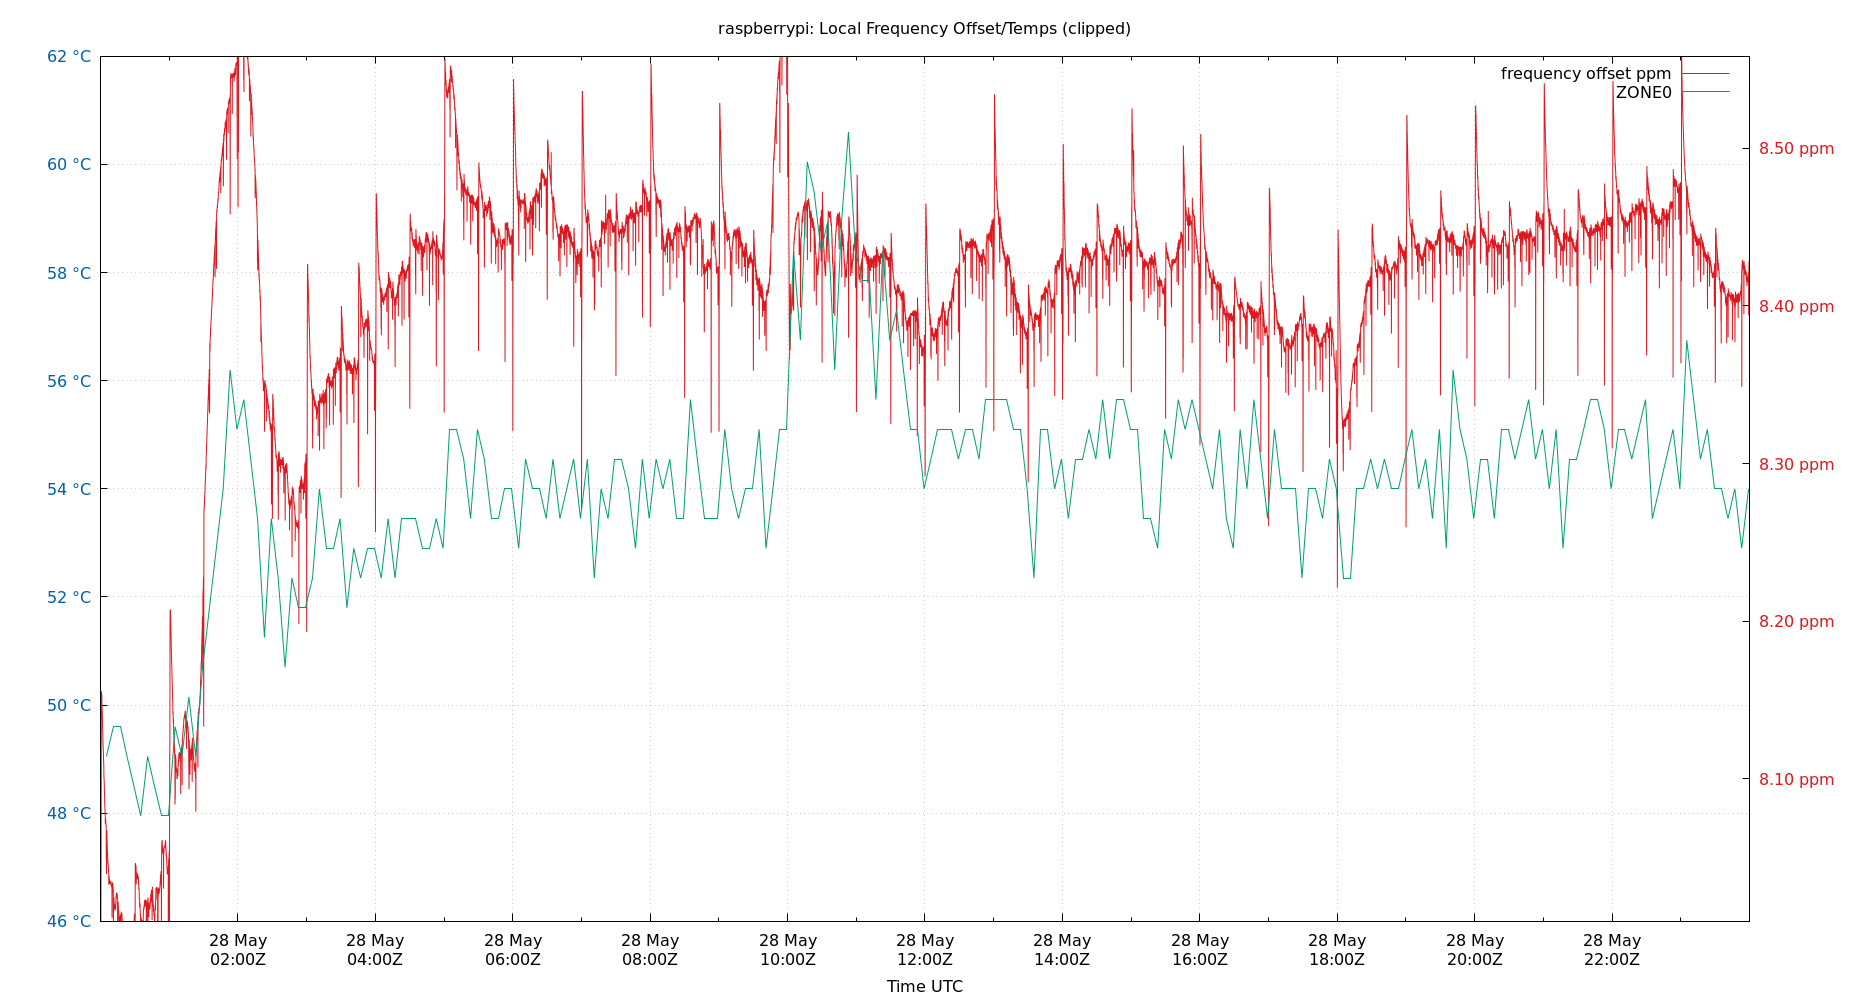 raspberrypi: Local Frequency Offset/Temps (clipped)
62 °C
frequency offset ppm
ZONE0
60 °C
8.50 ppm
58 °C
8.40 ppm
56 °C
8.30 ppm
54 °C
52 °C
8.20 ppm
50 °C
8.10 ppm
48 °C
46 °C
28 May 28 May 28 May 28 May 28 May 28 May 28 May 28 May 28 May 28 May 28 May
02:00Z 04:00Z 06:00Z 08:00Z 10:00Z 12:00Z 14:00Z 16:00Z 18:00Z 20:00Z 22:00Z
Time UTC